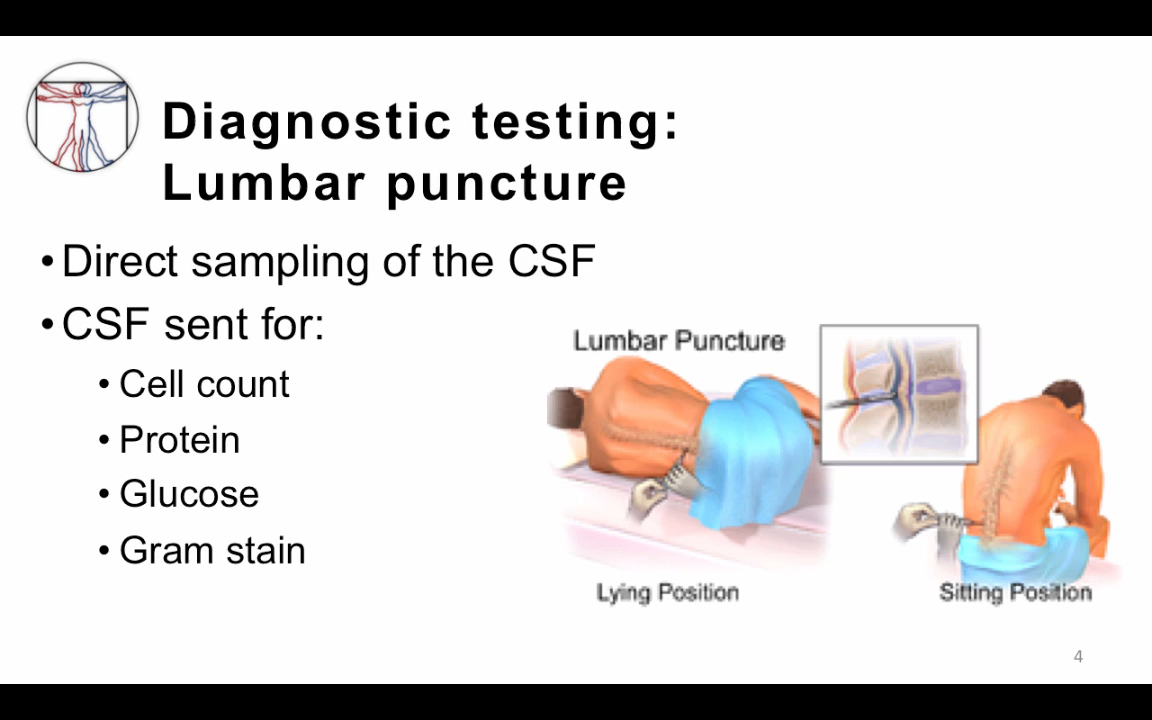 Diagnostic testing:
Lumbar puncture
• Direct sampling of the CSF
• CSF sent for:
• Cell count
• Protein
• Glucose
• Gram stain
Lumbar Puncture
Lying Position
Sitting Position
4